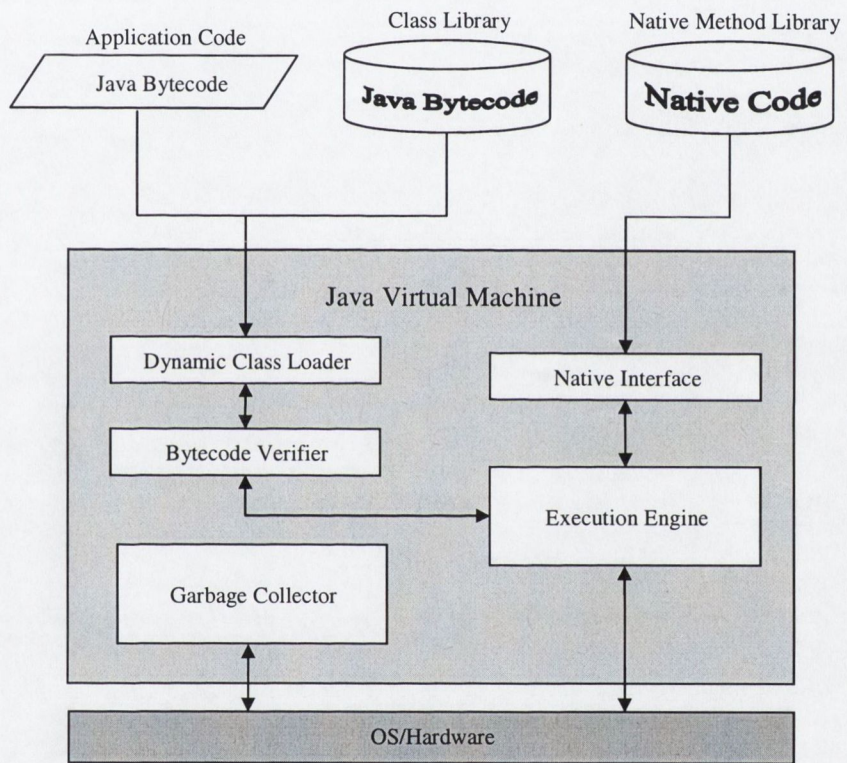 Application Code
Java Bytecode
Class Library
Java Bytecode
Native Method Library
Native Code
Java Virtual Machine
Dynamic Class Loader
Native Interface
Bytecode Verifier
Execution Engine
Garbage Collector
OS/Hardware